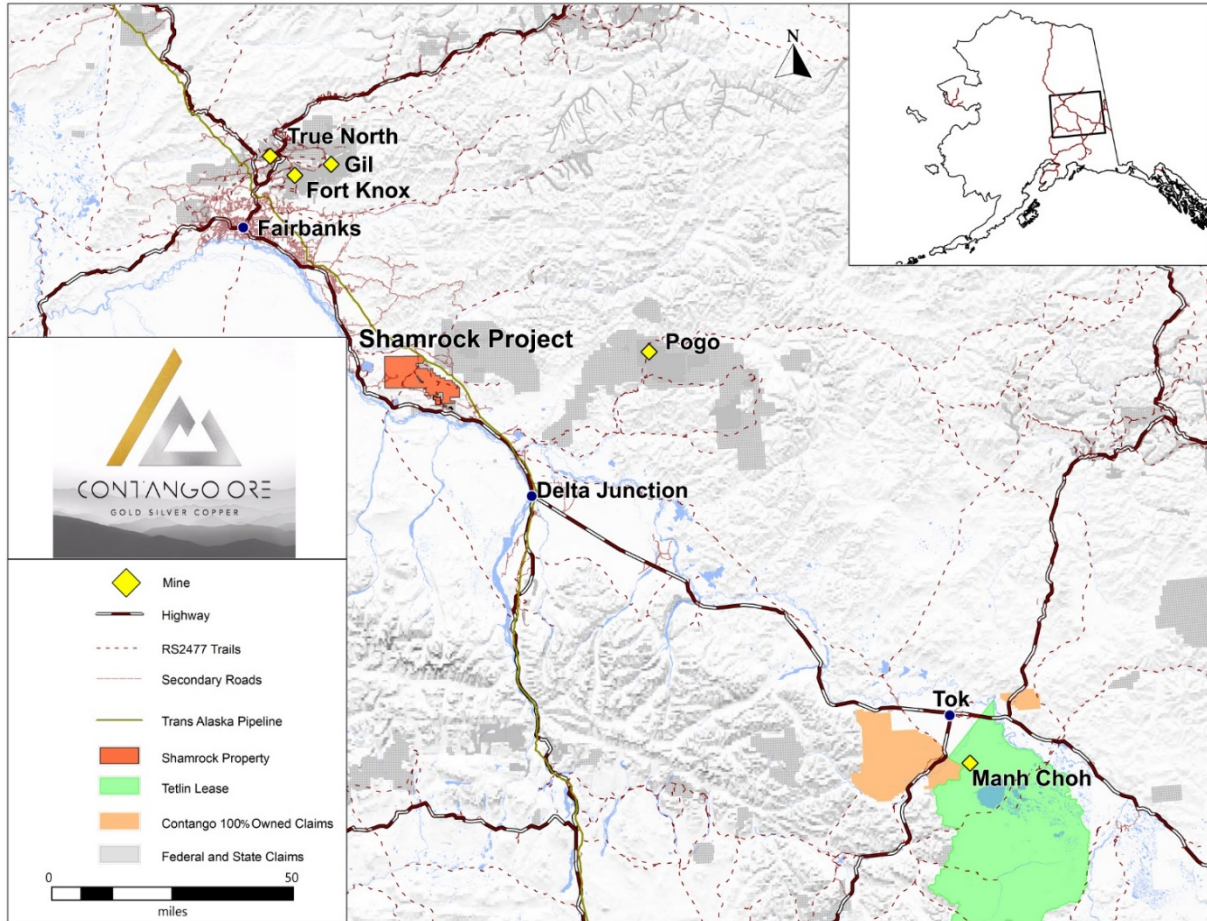 N
True North
Gil
Fort Knox
Fairbanks
Shamrock Project
Pogo
Delta Junction
Tok
Manh Choh
CONTANGO ORE
GOLD SILVER COPPER
Mine
Highway
RS2477 Trails
Secondary Roads
Trans Alaska Pipeline
Shamrock Property
Tetlin Lease
Contango 100% Owned Claims
Federal and State Claims
0 50
miles